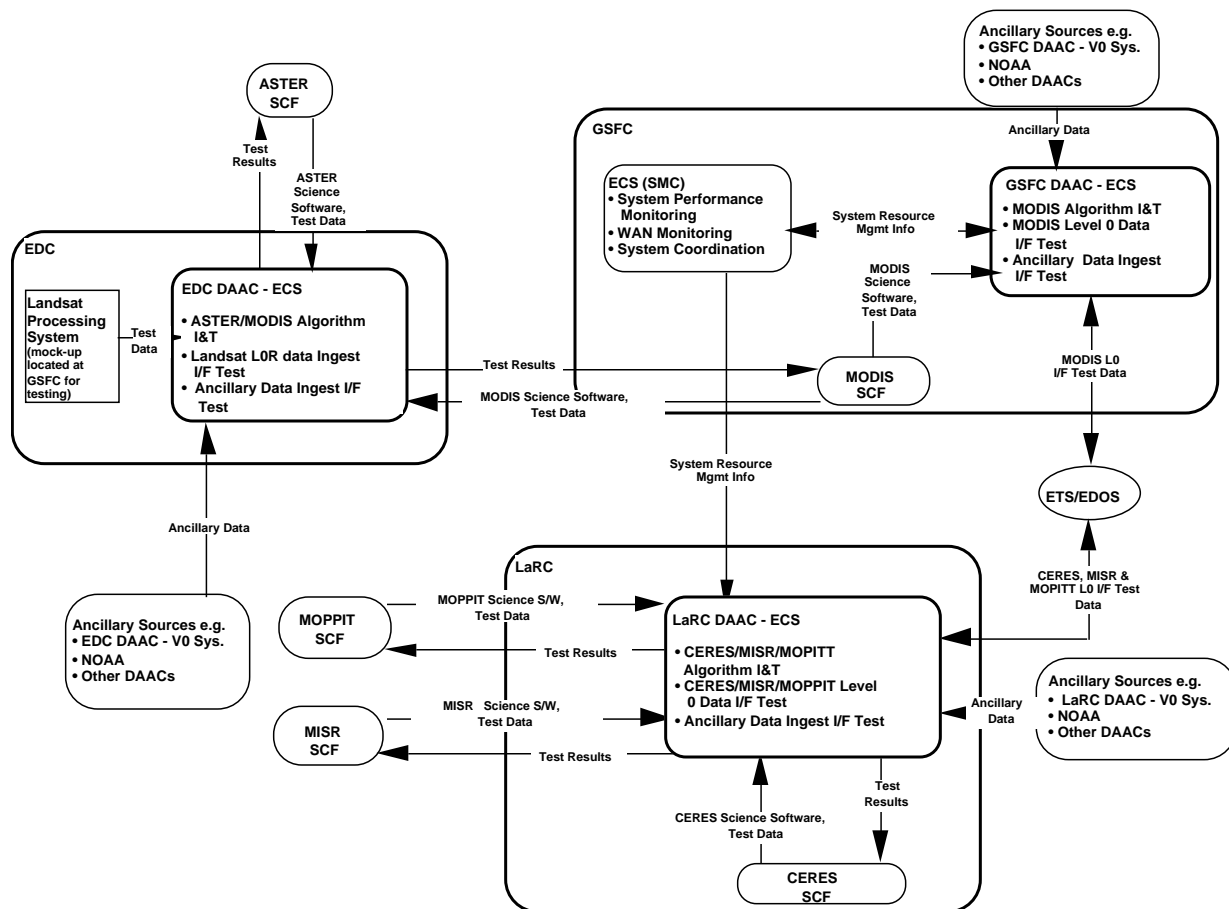 Ancillary Sources e.g.
• GSFC DAAC - V0 Sys.
• NOAA
• Other DAACs
ASTER
SCF
Test
Results
ASTER
Science
Software,
Test Data
GSFC
Ancillary Data
ECS (SMC)
• System Performance
Monitoring
• WAN Monitoring
• System Coordination
System Resource
Mgmt Info
GSFC DAAC - ECS
• MODIS Algorithm I&T
• MODIS Level 0 Data
I/F Test
• Ancillary Data Ingest
I/F Test
MODIS
Science
Software,
Test Data
EDC
Landsat
Processing
System
(mock-up
located at
GSFC for
testing)
Test
Data
EDC DAAC - ECS
• ASTER/MODIS Algorithm
I&T
• Landsat L0R data Ingest
I/F Test
• Ancillary Data Ingest I/F
Test
Test Results
MODIS Science Software,
Test Data
MODIS
SCF
MODIS L0
I/F Test Data
System Resource
Mgmt Info
ETS/EDOS
Ancillary Data
Ancillary Sources e.g.
• EDC DAAC - V0 Sys.
• NOAA
• Other DAACs
LaRC
CERES, MISR &
MOPITT L0 I/F Test
Data
MOPPIT
SCF
MOPPIT Science S/W,
Test Data
Test Results
LaRC DAAC - ECS
• CERES/MISR/MOPITT
Algorithm I&T
• CERES/MISR/MOPPIT Level
0 Data I/F Test
• Ancillary Data Ingest I/F Test
Ancillary
Data
Ancillary Sources e.g.
• LaRC DAAC - V0 Sys.
• NOAA
• Other DAACs
MISR
SCF
MISR Science S/W,
Test Data
Test Results
CERES Science Software,
Test Data
Test
Results
CERES
SCF